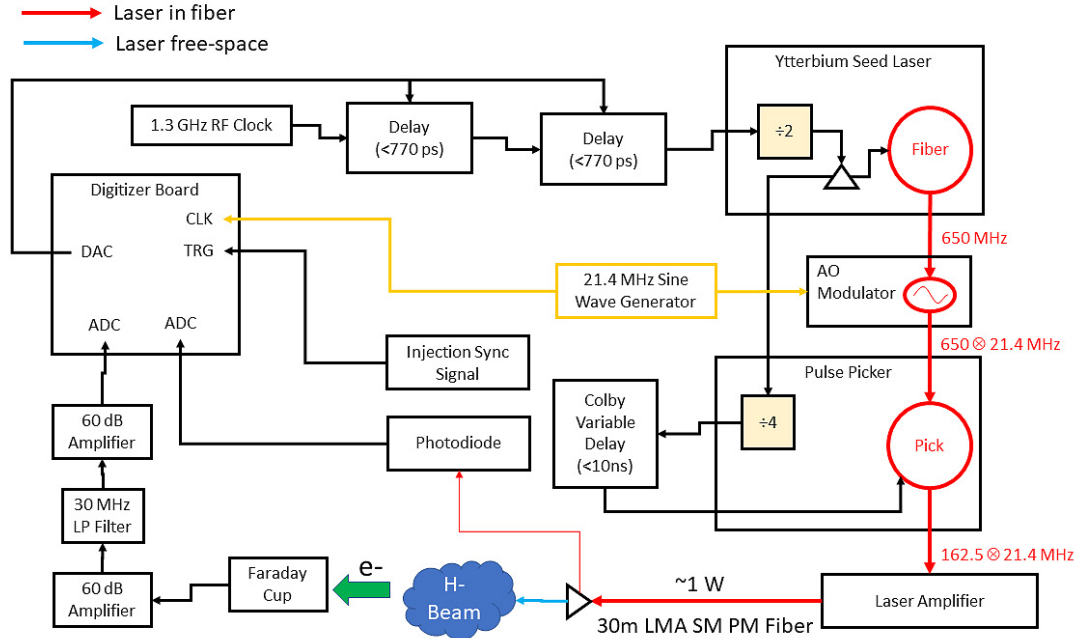 Laser in fiber
Laser free-space
Ytterbium Seed Laser
1.3 GHz RF Clock
Delay
(<770 ps)
Delay
(<770 ps)
÷2
Fiber
Digitizer Board
CLK
TRG
DAC
ADC
ADC
650 MHz
21.4 MHz Sine
Wave Generator
AO
Modulator
650 ⊗ 21.4 MHz
Injection Sync
Signal
Pulse Picker
Colby
Variable
Delay
(<10ns)
÷4
Pick
60 dB
Amplifier
Photodiode
30 MHz
LP Filter
162.5 ⊗ 21.4 MHz
60 dB
Amplifier
Faraday
Cup
e-
H-
Beam
~1 W
30m LMA SM PM Fiber
Laser Amplifier